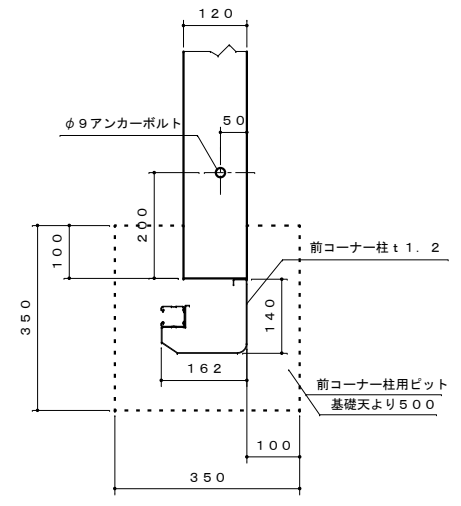 １２０
５０
φ９アンカーボルト
２００
１００
前コーナー柱ｔ１．２
３５０
１４０
１６２
前コーナー柱用ピット
基礎天より５００
１００
３５０